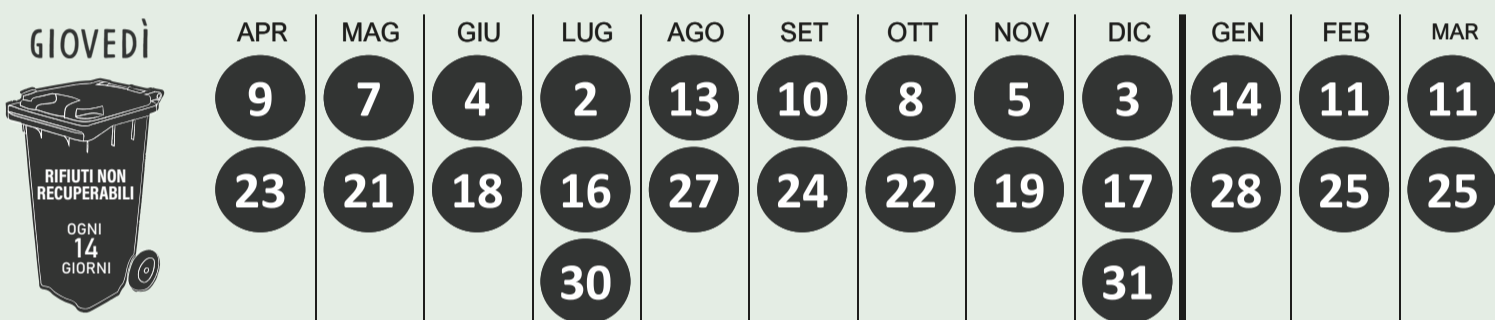 GIOVEDÌ
APR MAG GIU LUG AGO SET OTT NOV DIC GEN FEB MAR
9 7 4 2 13 10 8 5 3 14 11 11
RIFIUTI NON
RECUPERABILI
OGNI
14
GIORNI
23 21 18 16 27 24 22 19 17 28 25 25
30 31